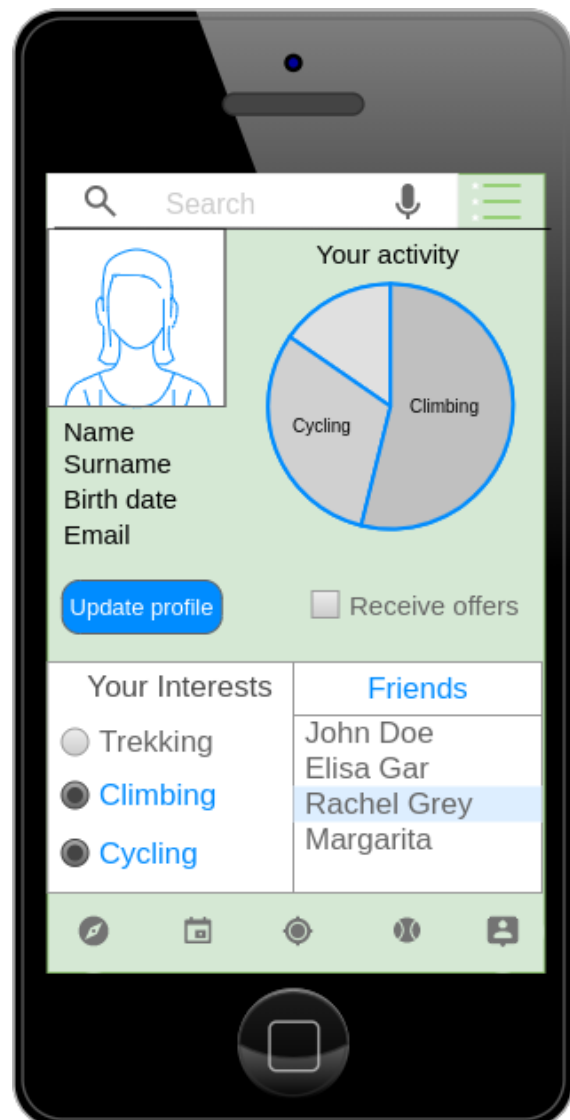 Search
Your activity
Climbing
Cycling
Name
Surname
Birth date
Email
Update profile
Receive offers
Your Interests
Trekking
Climbing
Cycling
Friends
John Doe
Elisa Gar
Rachel Grey
Margarita